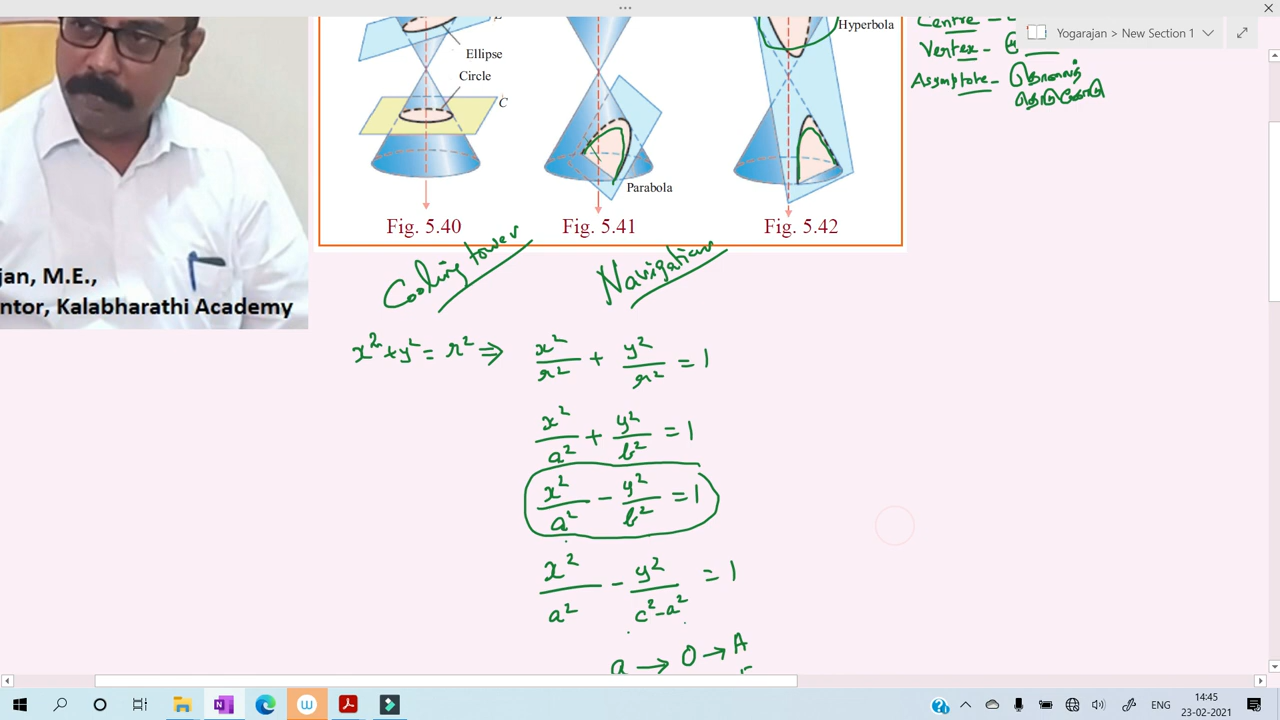 Yogarajan > New Section 1
Hyperbola
Centre -
Vertex -
Asymptote - தொலைத்
தொடுகோடு
Ellipse
Circle
C
Parabola
Fig. 5.40
Fig. 5.41
Fig. 5.42
jan, M.E.,
ntor, Kalabharathi Academy
Cooling tower
Navigation
x²+y² = r² ⇒ x²/r² + y²/r² = 1
x²/a² + y²/b² = 1
x²/a² - y²/b² = 1
x²/a² - y²/c²-a² = 1
a → O → A
ENG
14:45
23-02-2021